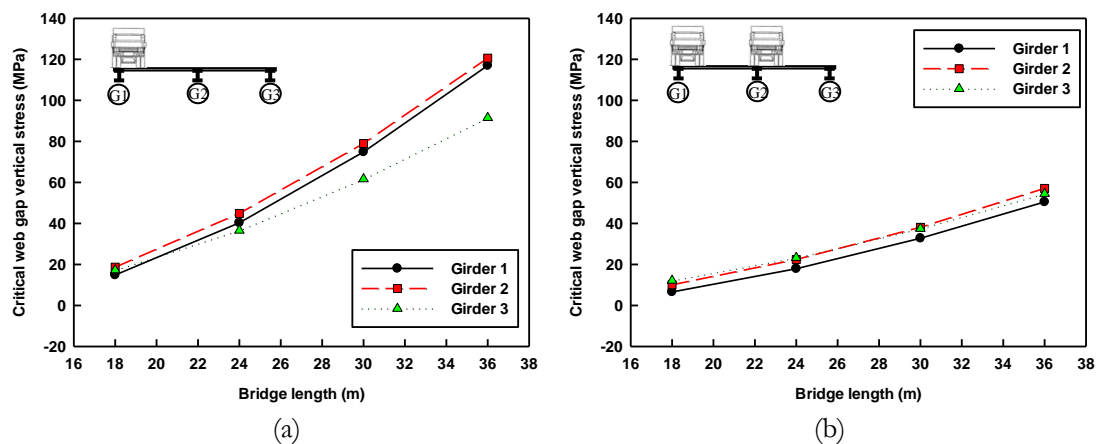 140
120
100
80
60
40
20
0
-20
Critical web gap vertical stress (MPa)
G1 G2 G3
Girder 1
Girder 2
Girder 3
16 18 20 22 24 26 28 30 32 34 36 38
Bridge length (m)
(a)
140
120
100
80
60
40
20
0
-20
Critical web gap vertical stress (MPa)
G1 G2 G3
Girder 1
Girder 2
Girder 3
16 18 20 22 24 26 28 30 32 34 36 38
Bridge length (m)
(b)